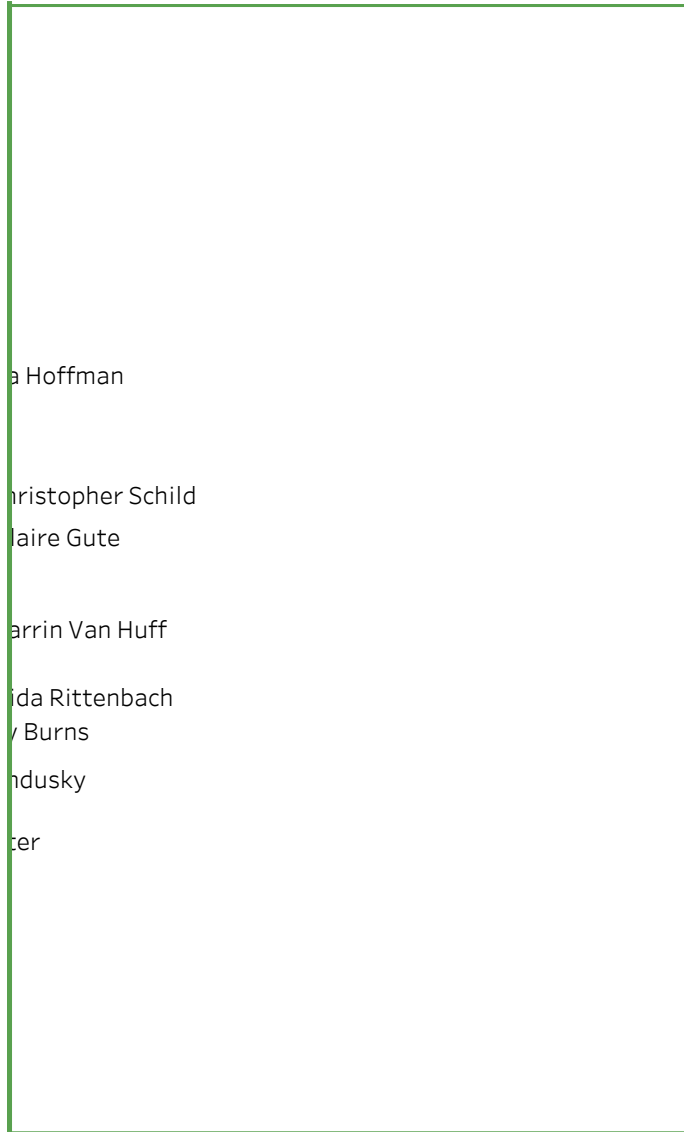 a Hoffman
hristopher Schild
laire Gute
arrin Van Huff
ida Rittenbach
y Burns
ndusky
ter